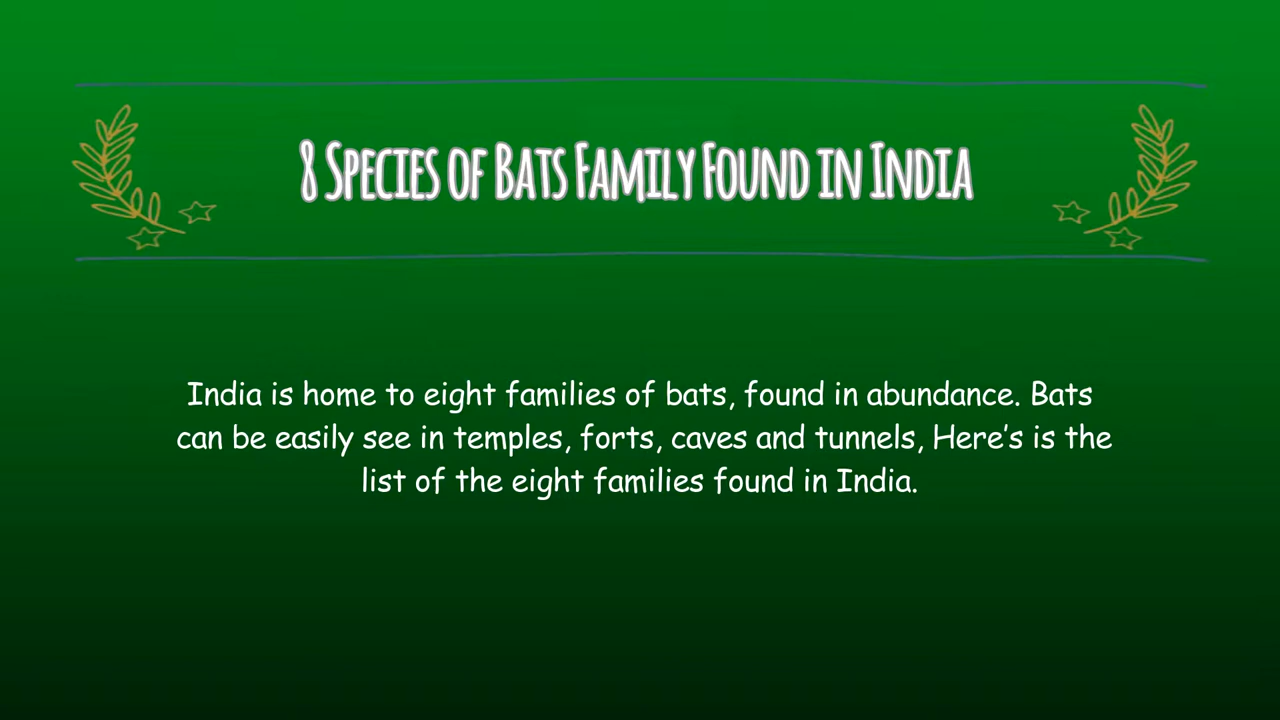 8 Species of Bats Family Found in India
India is home to eight families of bats, found in abundance. Bats
can be easily see in temples, forts, caves and tunnels, Here's is the
list of the eight families found in India.